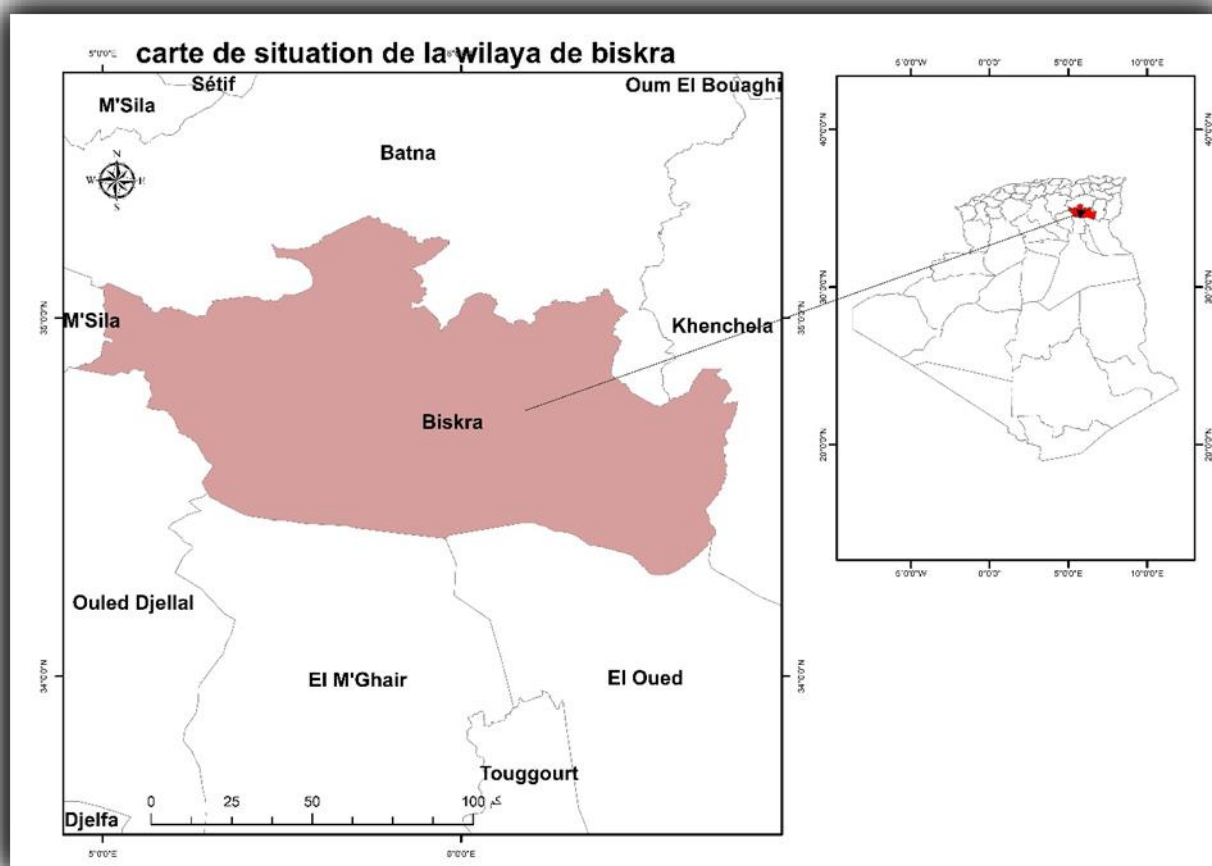 carte de situation de la wilaya de biskra
5°0'0"E
6°0'0"E
Sétif
Oum El Bouaghi
M'Sila
Batna
N
W E
S
35°0'0"N
35°0'0"N
M'Sila
Khenchela
Biskra
Ouled Djellal
El M'Ghair
El Oued
34°0'0"N
34°0'0"N
Touggourt
0 25 50 100 كم
Djelfa
5°0'0"E
6°0'0"E
5°0'0"W 0°0'0" 5°0'0"E 10°0'0"E
40°0'0"N
40°0'0"N
30°0'0"N
30°0'0"N
20°0'0"N
20°0'0"N
5°0'0"W 0°0'0" 5°0'0"E 10°0'0"E